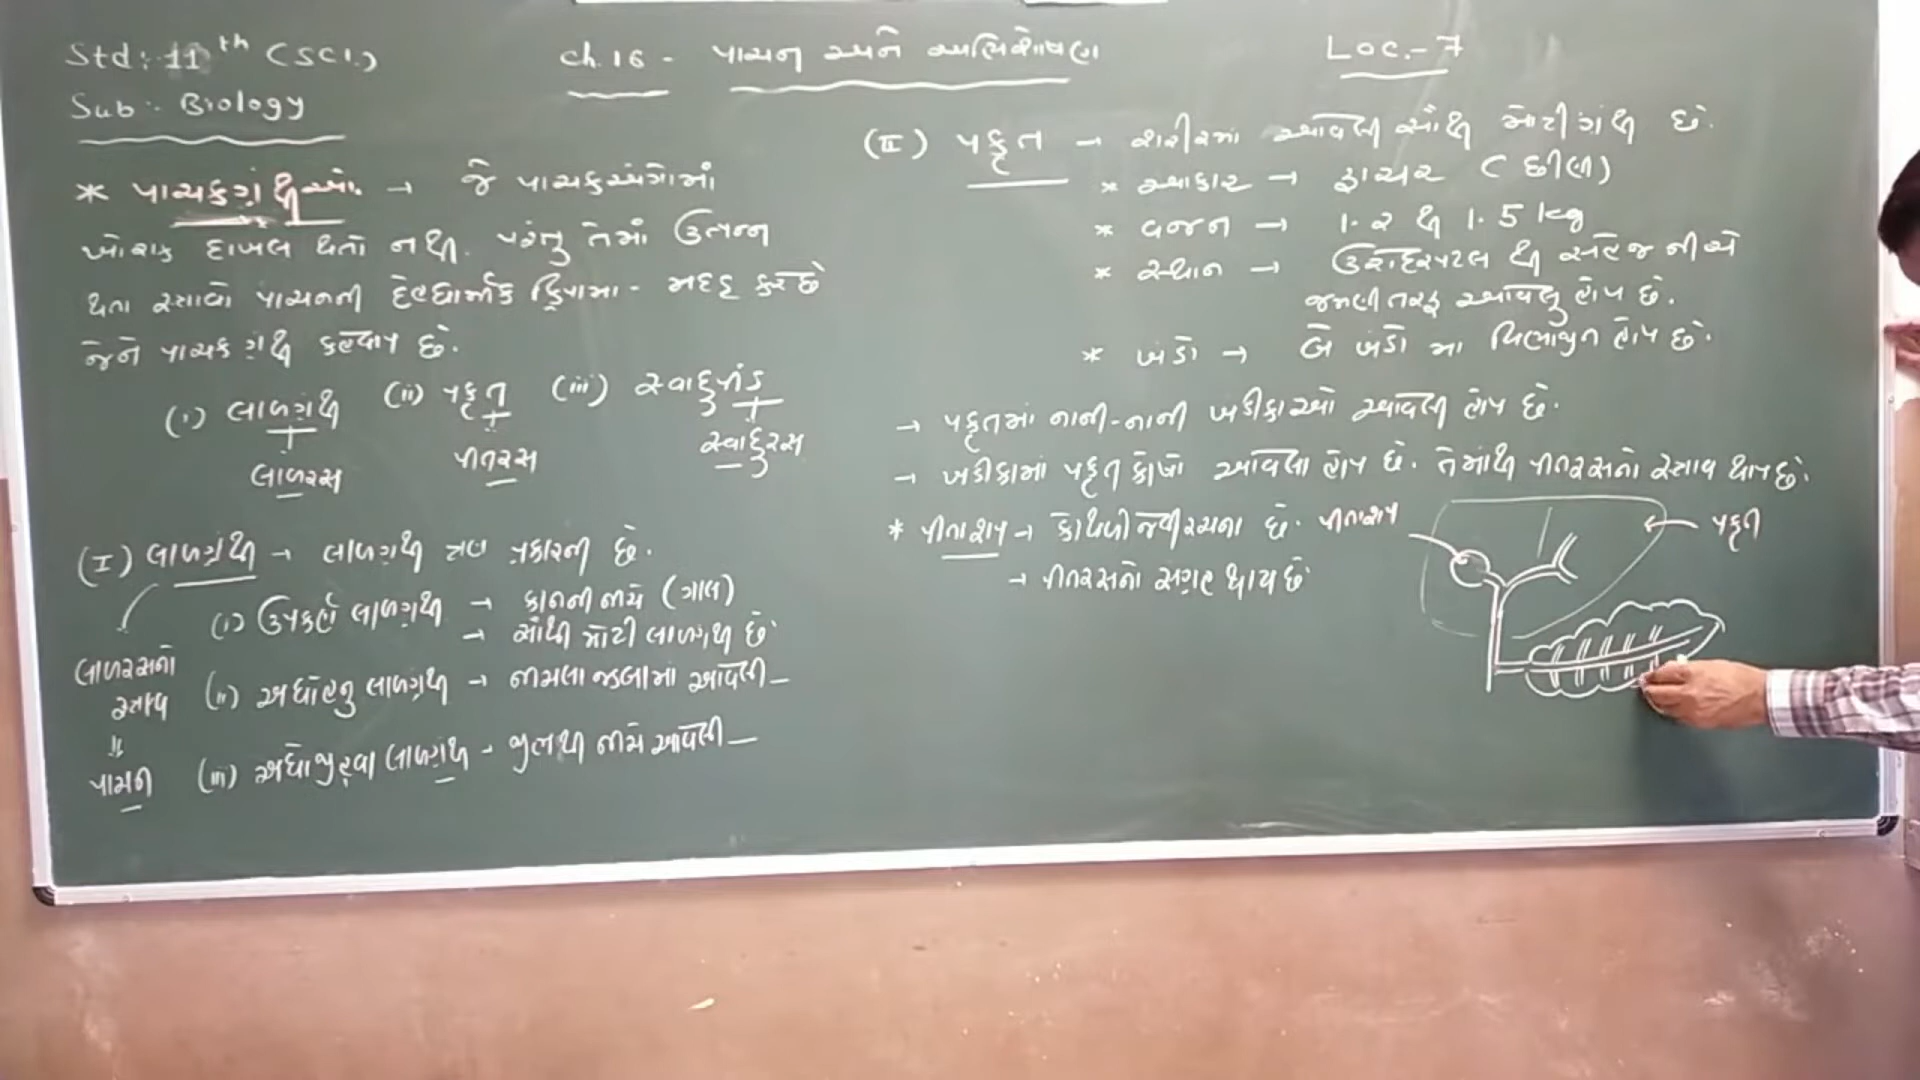 Std: 11th (SCI.)
Sub:- Biology
ch. 16 - પાચન અને અભિશોષણ
Loc.- 7
* પાચકગ્રંથીઓ. → જે પાચકઅંગોમાં
ખોરાક દાખલ થતો નથી. પરંતુ તેમાં ઉત્પન્ન
થતા સ્ત્રાવો પાચનની ક્રિયામા - મદદ કરે છે
જેને પાચક ગ્રંથી કહેવાય છે.
(i) લાળગ્રંથી (ii) યકૃત (iii) સ્વાદુપિંડ
લાળરસ પિત્તરસ સ્વાદુરસ
(I) લાળગ્રંથી → લાળગ્રંથી ત્રણ પ્રકારની છે.
(i) ઉપકર્ણ લાળગ્રંથી → કાનની નીચે (ગાલ)
→ સૌથી મોટી લાળગ્રંથી છે
(ii) અધોહનુ લાળગ્રંથી → નીચલા જડબામાં આવેલી —
(iii) અધોજીહવા લાળગ્રંથી - જીભથી નીચે આવેલી —
લાળરસનો
સ્ત્રાવ
⇓
પાચન
(II) યકૃત → શરીરમાં આવેલી સૌથી મોટી ગ્રંથી છે.
* આકાર → ફાચર (છીણી)
* વજન → 1.2 થી 1.5 kg
* સ્થાન → ઉરોદરપટલ થી સહેજ નીચે
જમણી તરફ આવેલું હોય છે.
* ખંડો → બે ખંડો મા વિભાજીત હોય છે.
→ યકૃતમાં નાની-નાની ખંડીકાઓ આવેલી હોય છે.
→ ખંડીકામાં યકૃત કોષો આવેલા હોય છે. તેમાંથી પિત્તરસનો સ્ત્રાવ થાય છે.
* પીતાશય → કોથળી જેવી રચના છે.
→ પિત્તરસનો સંગ્રહ થાય છે
પીતાશય
યકૃત